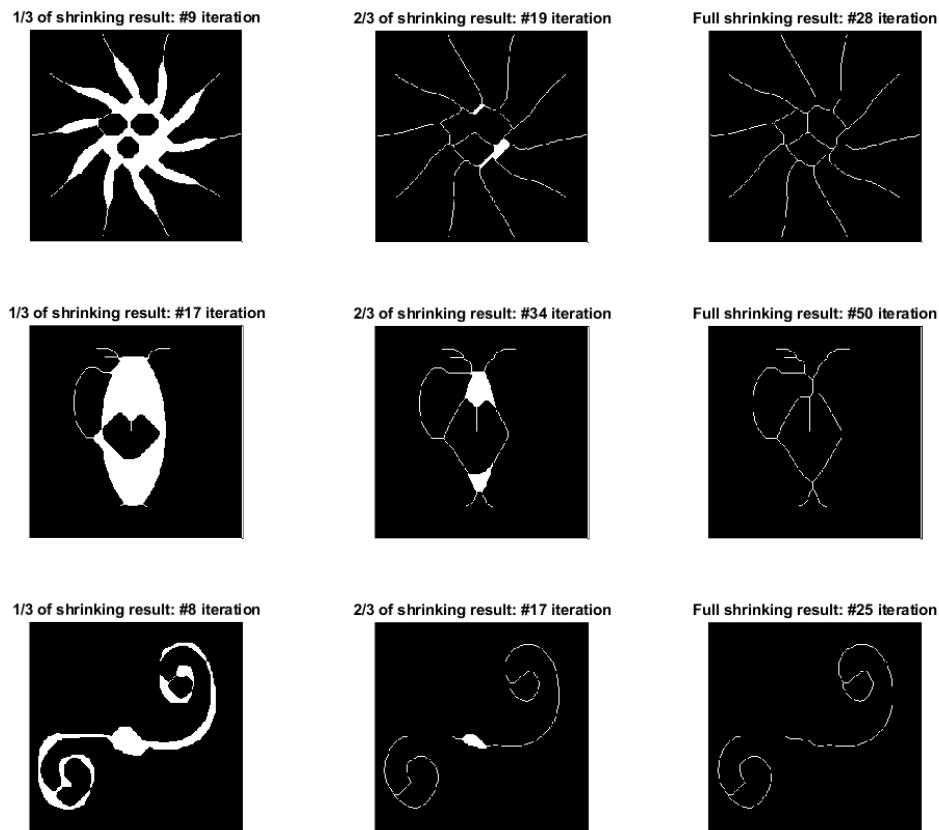 1/3 of shrinking result: #9 iteration
2/3 of shrinking result: #19 iteration
Full shrinking result: #28 iteration
1/3 of shrinking result: #17 iteration
2/3 of shrinking result: #34 iteration
Full shrinking result: #50 iteration
1/3 of shrinking result: #8 iteration
2/3 of shrinking result: #17 iteration
Full shrinking result: #25 iteration